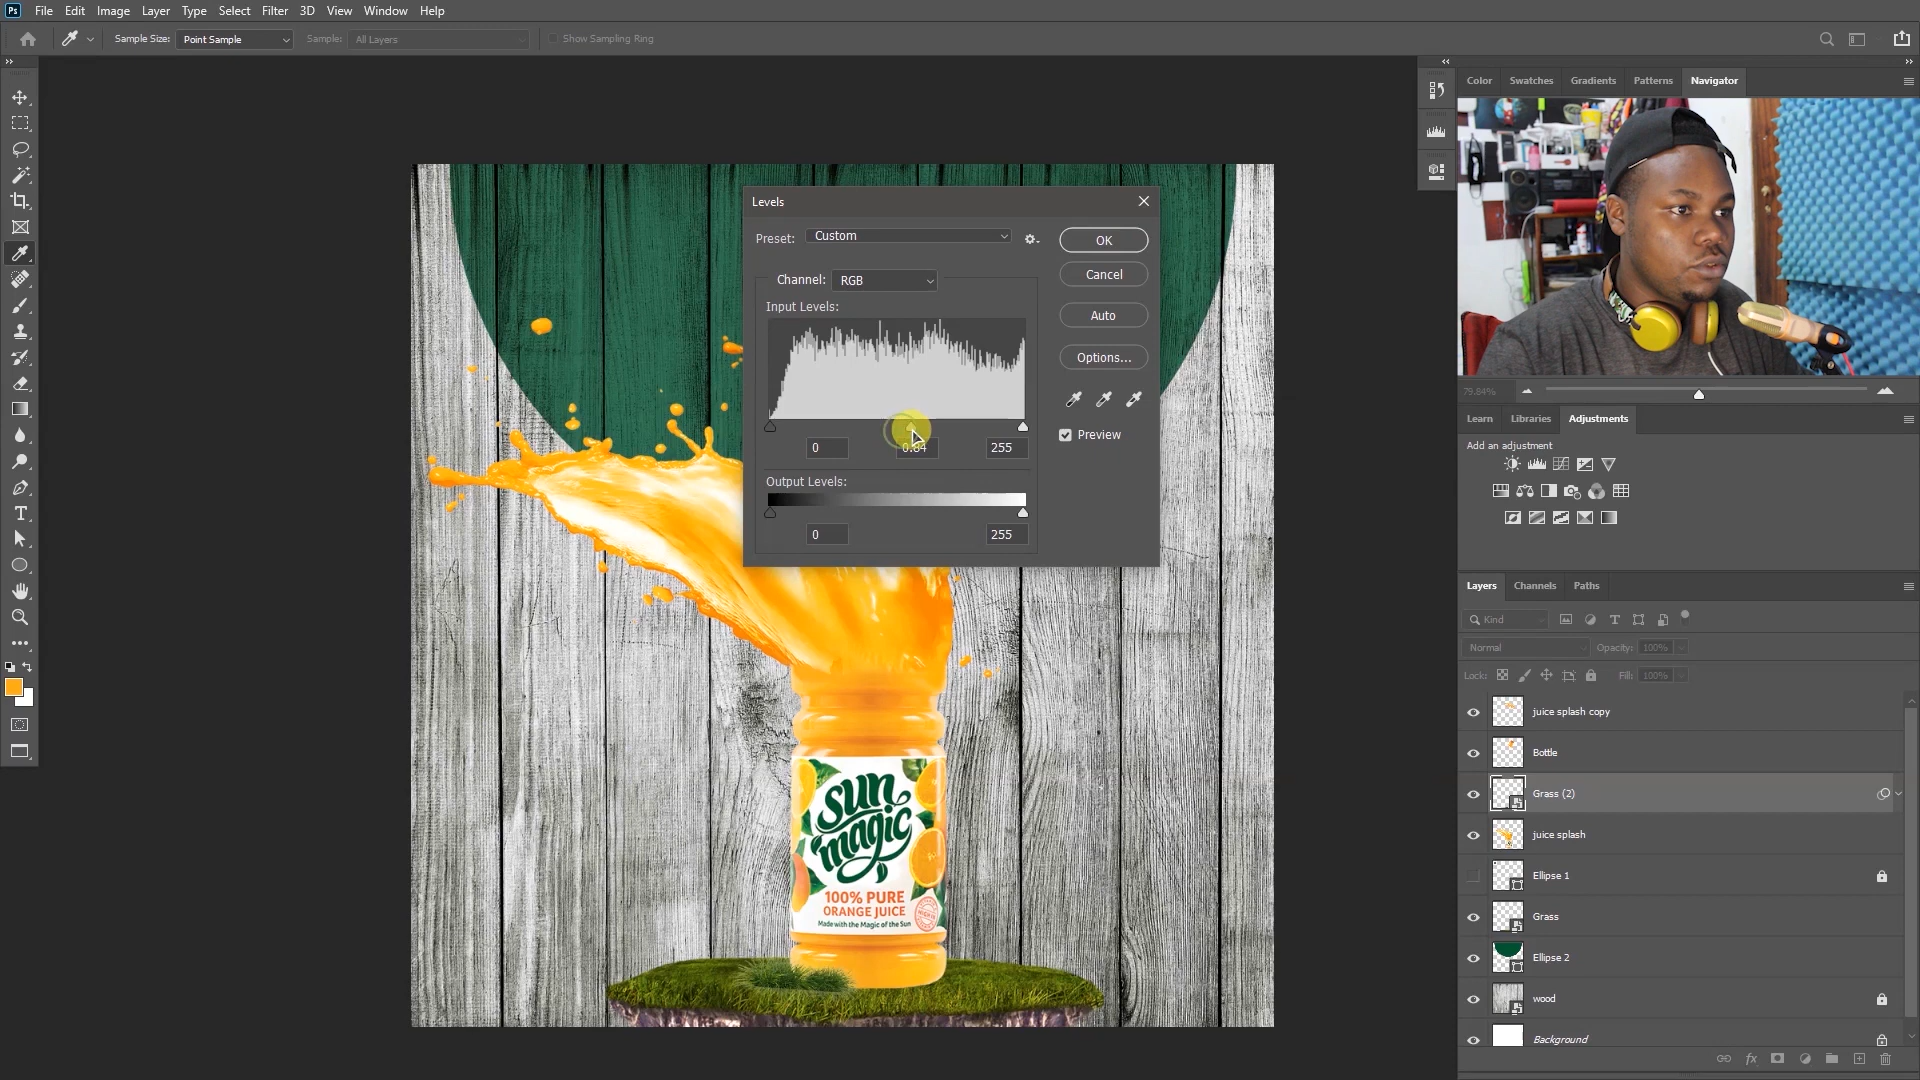 Ps File Edit Image Layer Type Select Filter 3D View Window Help
Sample Size: Point Sample Sample: All Layers Show Sampling Ring
Color Swatches Gradients Patterns Navigator
79.84%
Learn Libraries Adjustments
Add an adjustment
Layers Channels Paths
Kind
Normal Opacity: 100%
Lock: Fill: 100%
juice splash copy
Bottle
Grass (2)
juice splash
Ellipse 1
Grass
Ellipse 2
wood
Background
fx
Levels
Preset: Custom OK
Channel: RGB Cancel
Input Levels: Auto
Options...
Preview
0 0.84 255
Output Levels:
0 255
sun
magic
100% PURE
ORANGE JUICE
Made with the Magic of the Sun